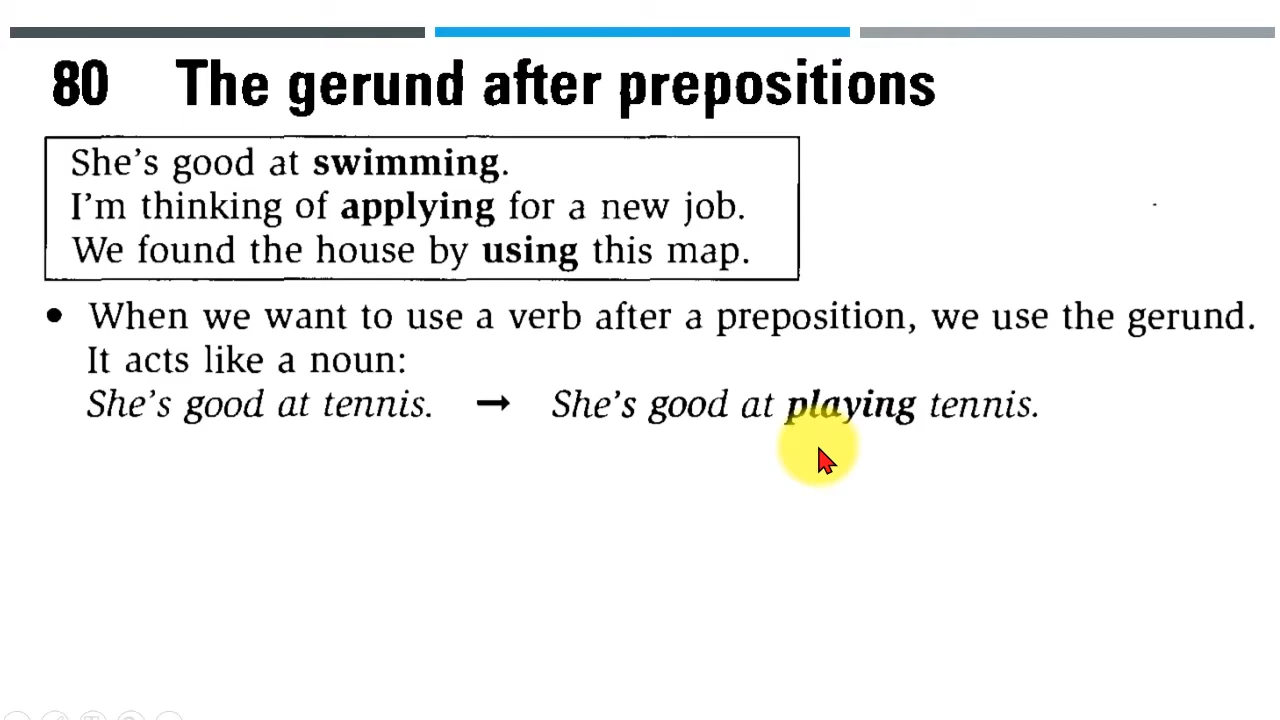 80 The gerund after prepositions
She's good at swimming.
I'm thinking of applying for a new job.
We found the house by using this map.
• When we want to use a verb after a preposition, we use the gerund.
It acts like a noun:
She's good at tennis. → She's good at playing tennis.